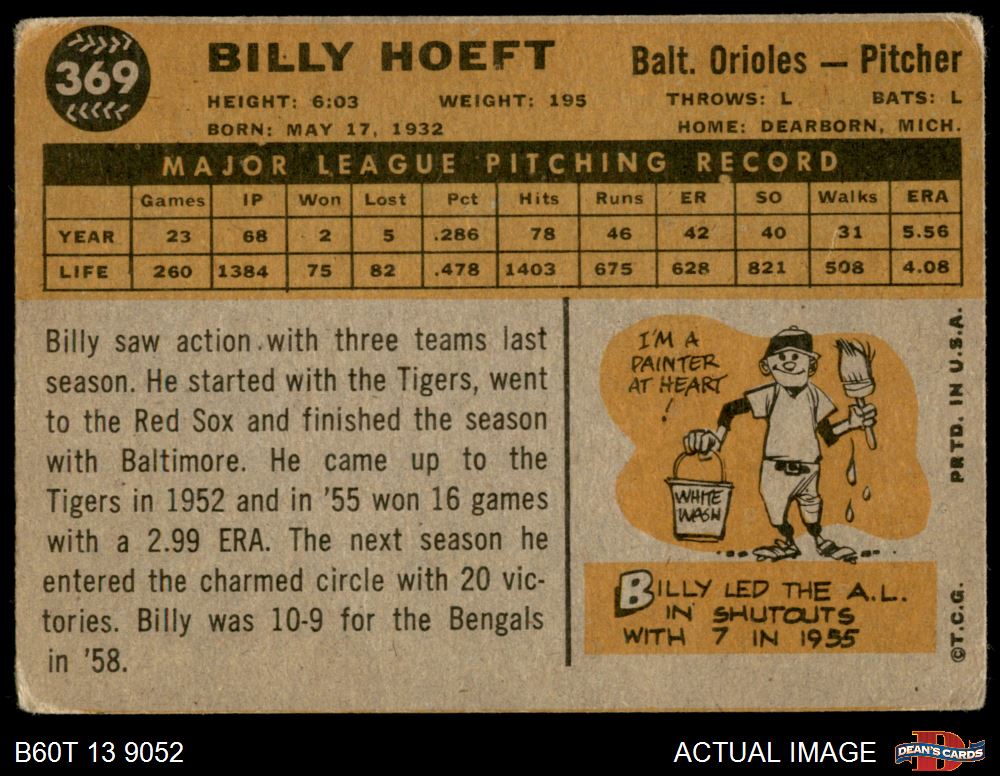 369
BILLY HOEFT
Balt. Orioles — Pitcher
HEIGHT: 6:03 WEIGHT: 195 THROWS: L BATS: L
BORN: MAY 17, 1932 HOME: DEARBORN, MICH.
MAJOR LEAGUE PITCHING RECORD
Games IP Won Lost Pct Hits Runs ER SO Walks ERA
YEAR 23 68 2 5 .286 78 46 42 40 31 5.56
LIFE 260 1384 75 82 .478 1403 675 628 821 508 4.08
Billy saw action with three teams last
season. He started with the Tigers, went
to the Red Sox and finished the season
with Baltimore. He came up to the
Tigers in 1952 and in '55 won 16 games
with a 2.99 ERA. The next season he
entered the charmed circle with 20 vic-
tories. Billy was 10-9 for the Bengals
in '58.
I'M A
PAINTER
AT HEART
!
WHITE
WASH
BILLY LED THE A.L.
IN SHUTOUTS
WITH 7 IN 1955
©T.C.G. PRTD. IN U.S.A.
B60T 13 9052
ACTUAL IMAGE
D
DEAN'S CARDS